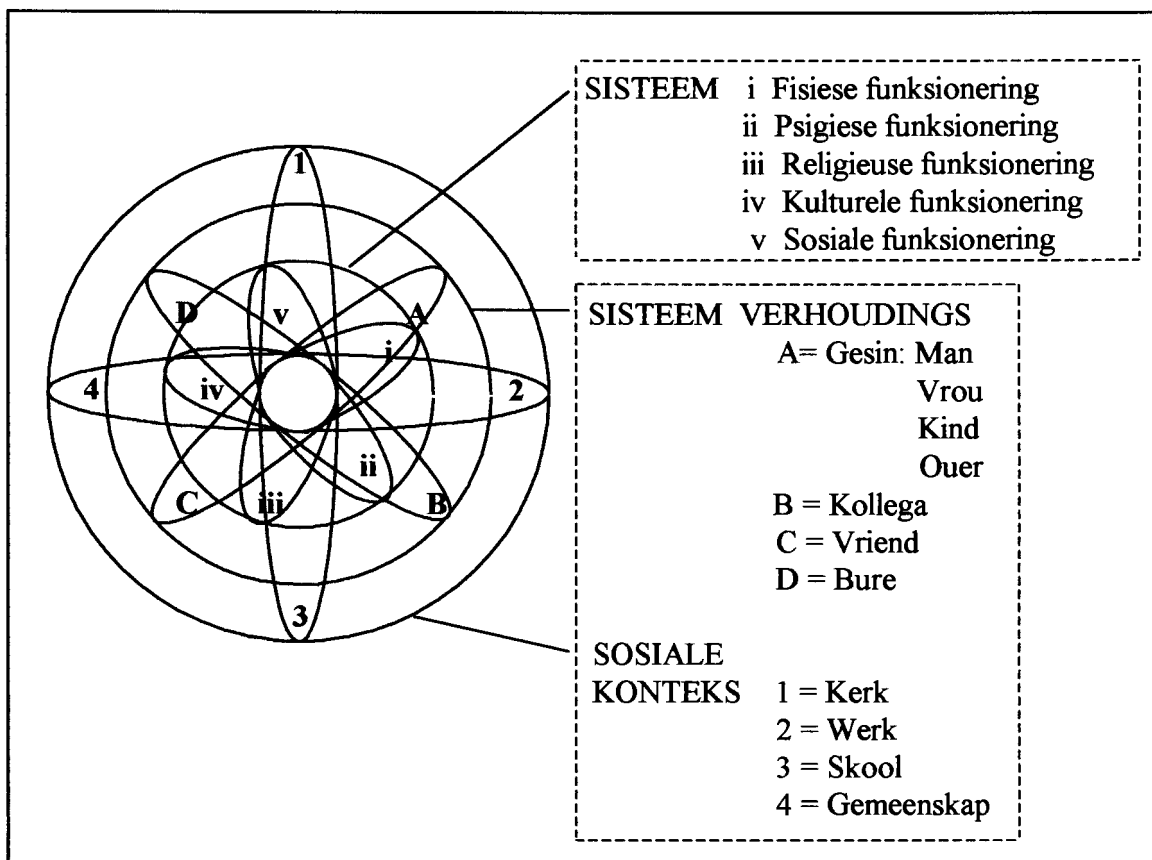 SISTEEM i Fisiese funksionering
ii Psigiese funksionering
iii Religieuse funksionering
iv Kulturele funksionering
v Sosiale funksionering
SISTEEM VERHOUDINGS
A= Gesin: Man
Vrou
Kind
Ouer
B = Kollega
C = Vriend
D = Bure
SOSIALE
KONTEKS 1 = Kerk
2 = Werk
3 = Skool
4 = Gemeenskap
1
D
v
A
i
4
iv
2
ii
C
iii
B
3